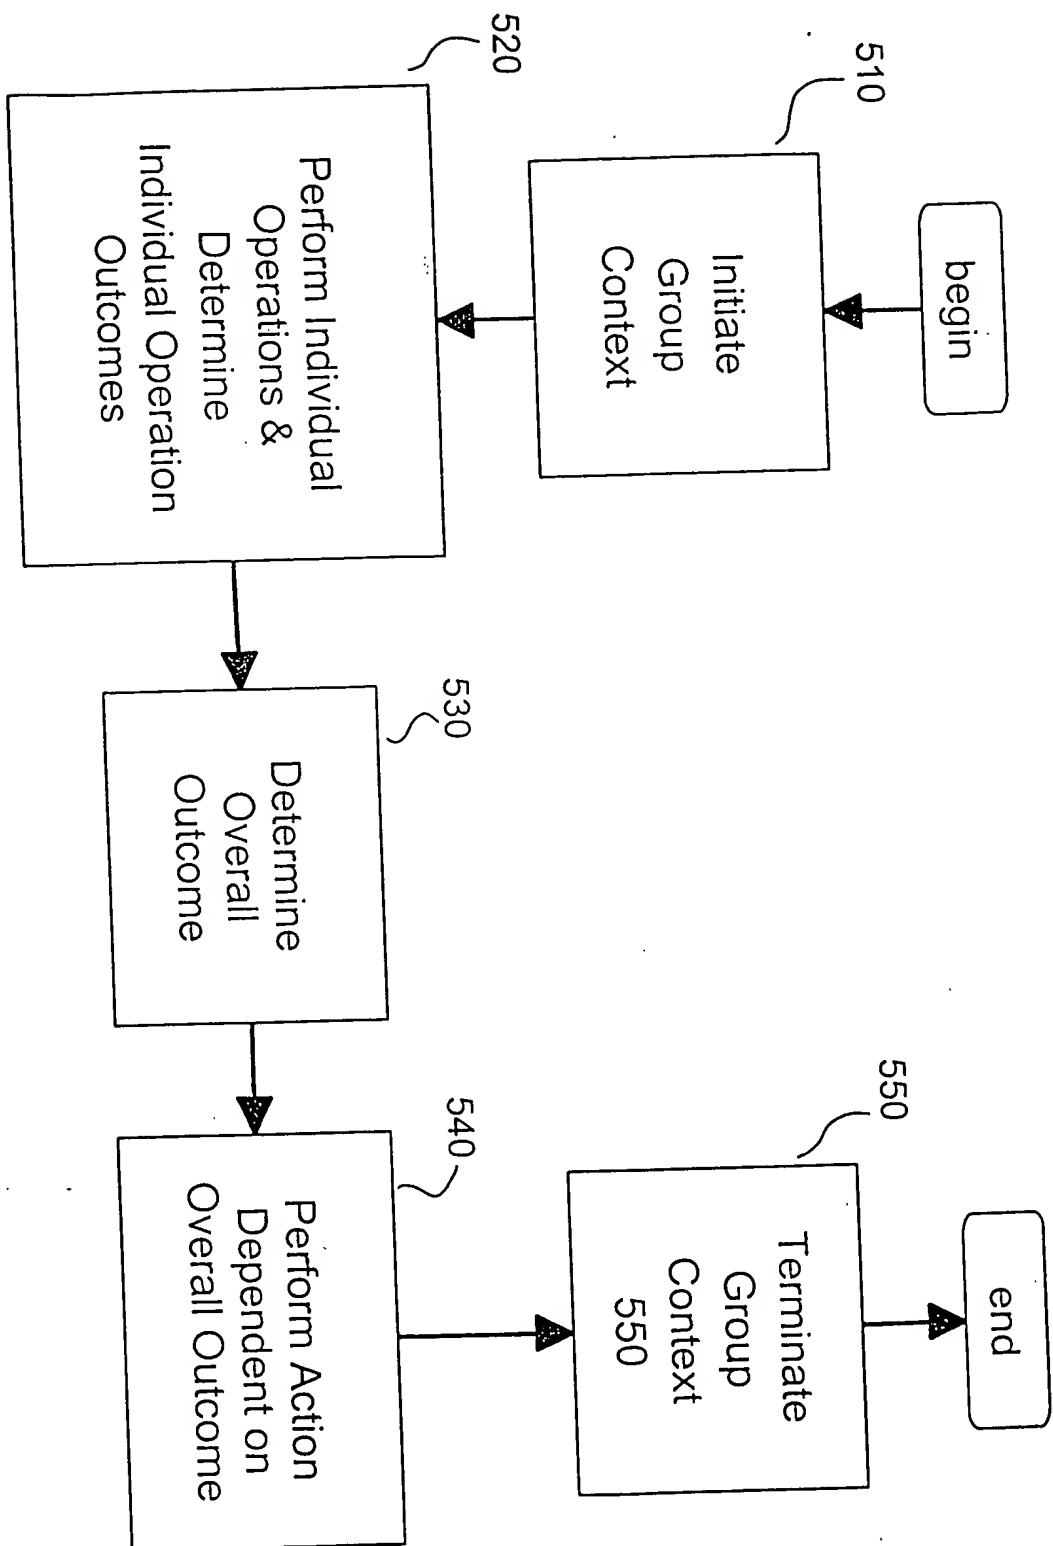 begin
510
Initiate
Group
Context
520
Perform Individual
Operations &
Determine
Individual Operation
Outcomes
530
Determine
Overall
Outcome
540
Perform Action
Dependent on
Overall Outcome
550
Terminate
Group
Context
550
end